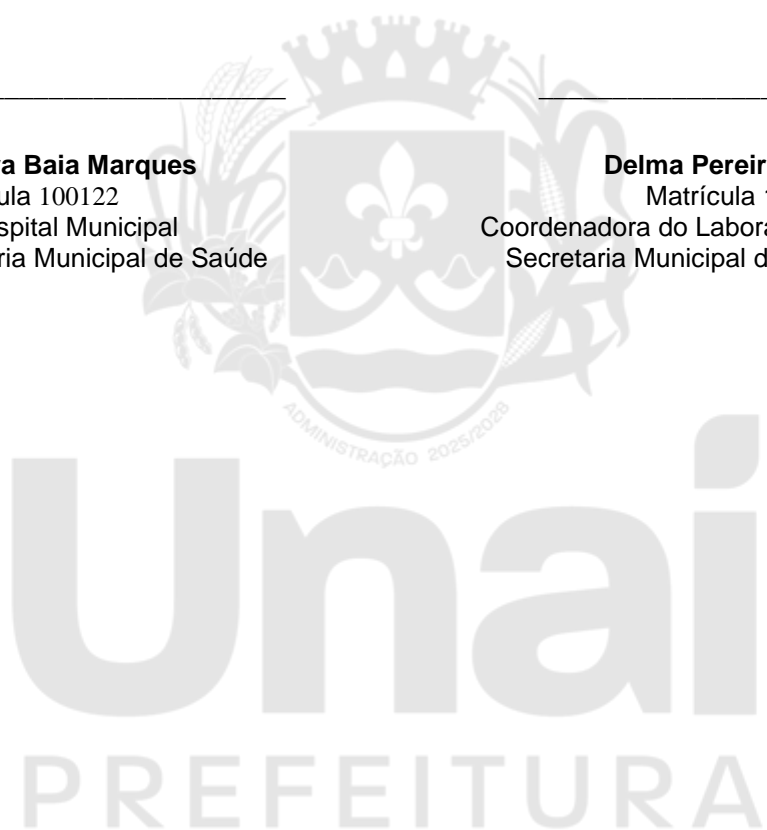 a Baia Marques
ula 100122
spital Municipal
ria Municipal de Saúde
Delma Pereir
Matrícula
Coordenadora do Labora
Secretaria Municipal d
ADMINISTRAÇÃO 2025/2028
Unaí
PREFEITURA